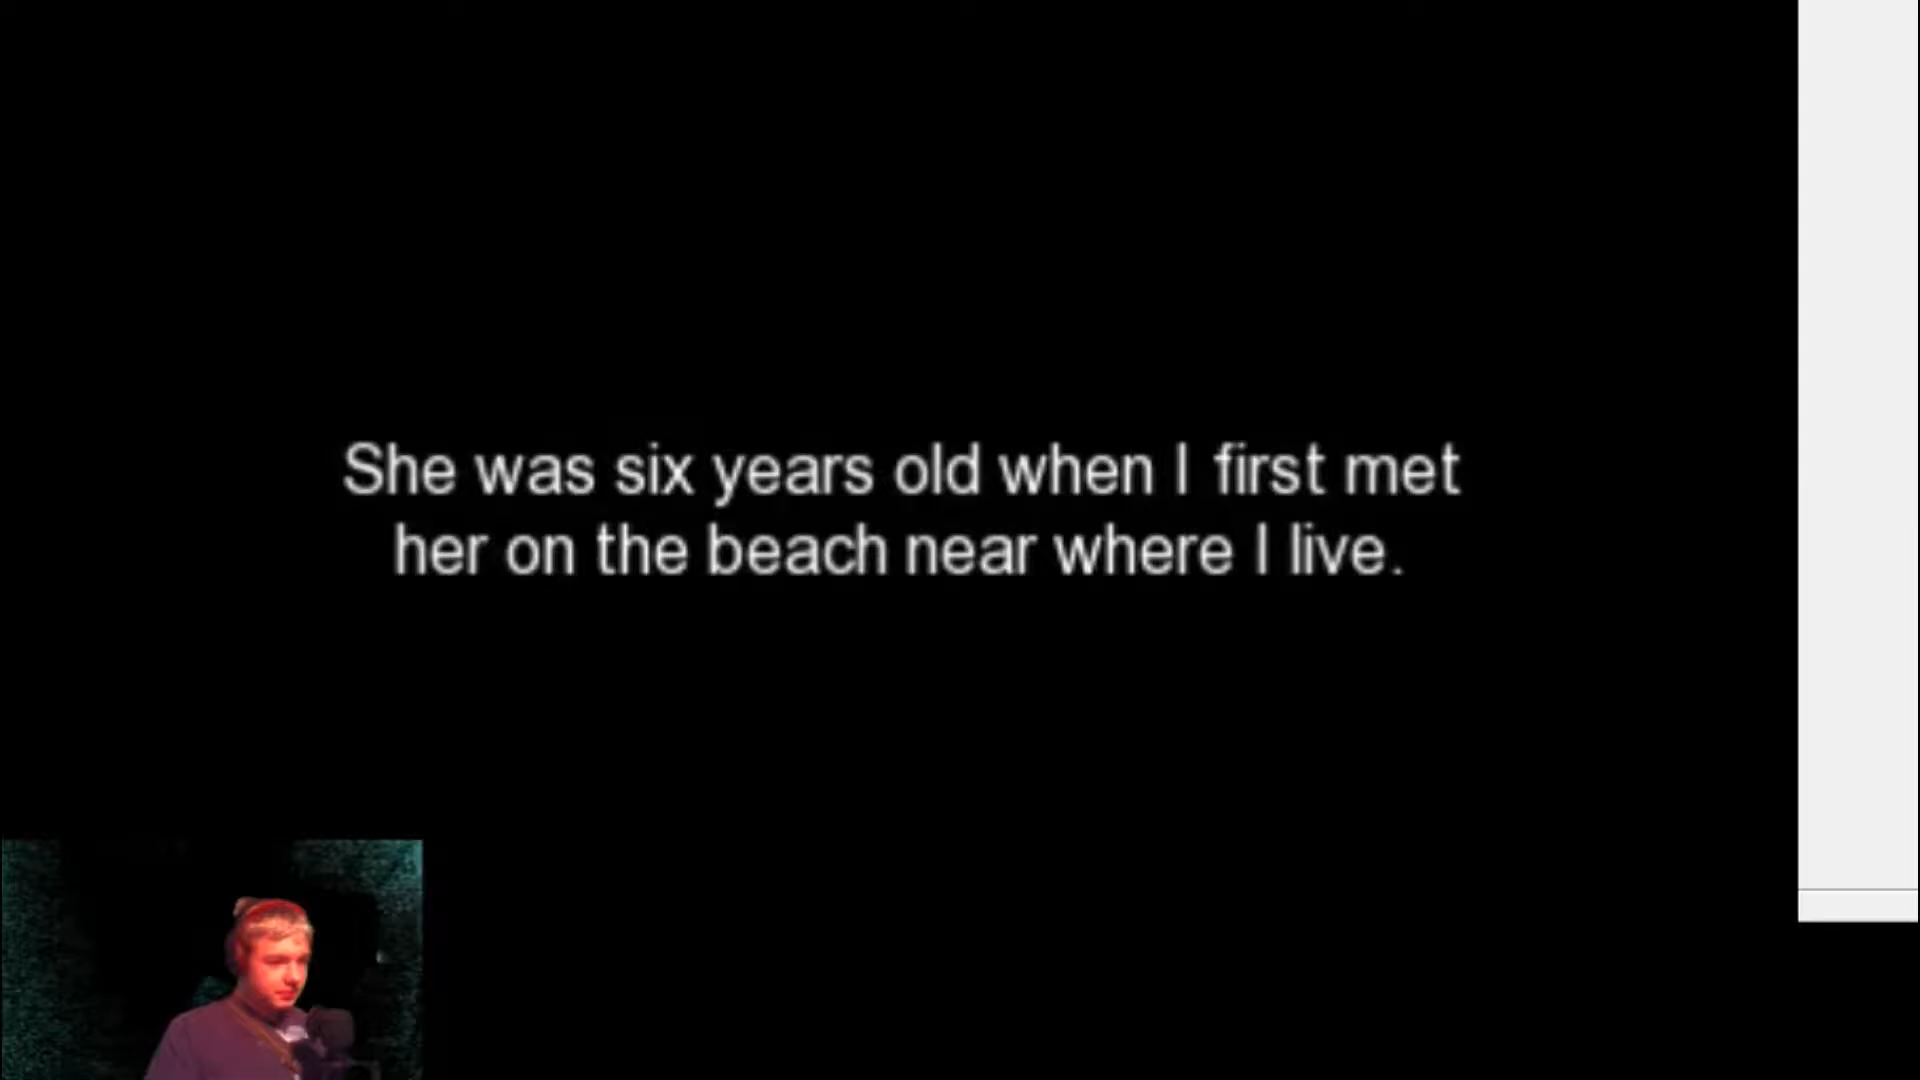 She was six years old when I first met
her on the beach near where I live.